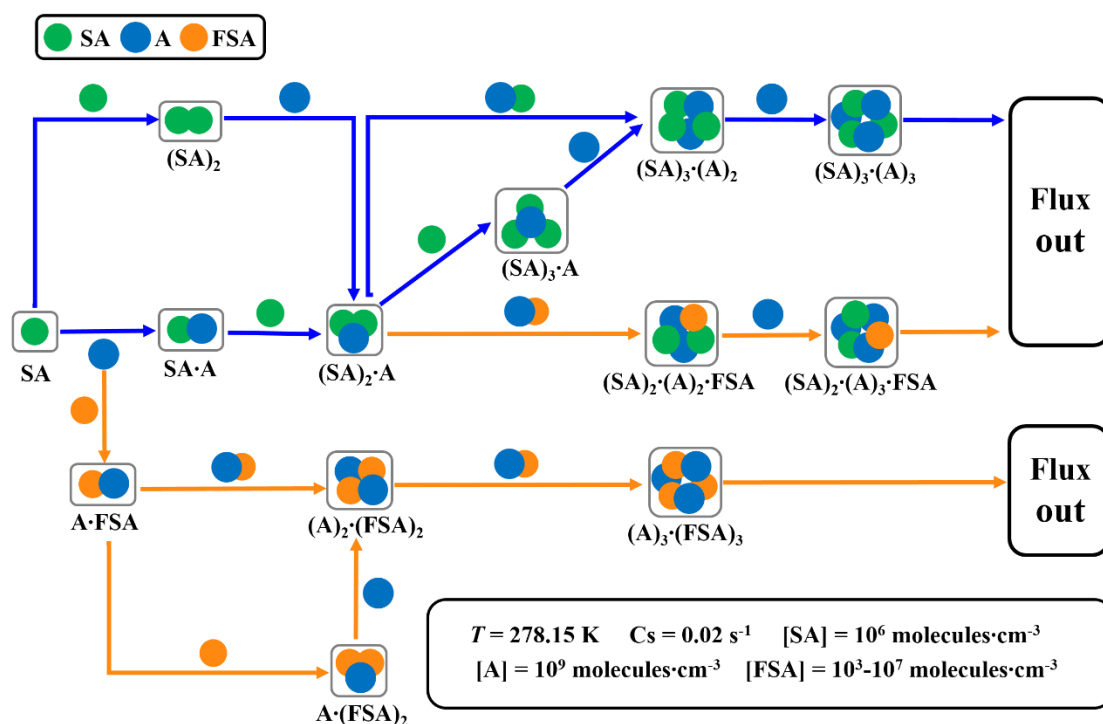 SA A FSA
(SA)₂
(SA)₃·(A)₂
(SA)₃·(A)₃
Flux
out
(SA)₃·A
SA
SA·A
(SA)₂·A
(SA)₂·(A)₂·FSA
(SA)₂·(A)₃·FSA
A·FSA
(A)₂·(FSA)₂
(A)₃·(FSA)₃
Flux
out
A·(FSA)₂
T = 278.15 K Cs = 0.02 s⁻¹ [SA] = 10⁶ molecules·cm⁻³
[A] = 10⁹ molecules·cm⁻³ [FSA] = 10³-10⁷ molecules·cm⁻³